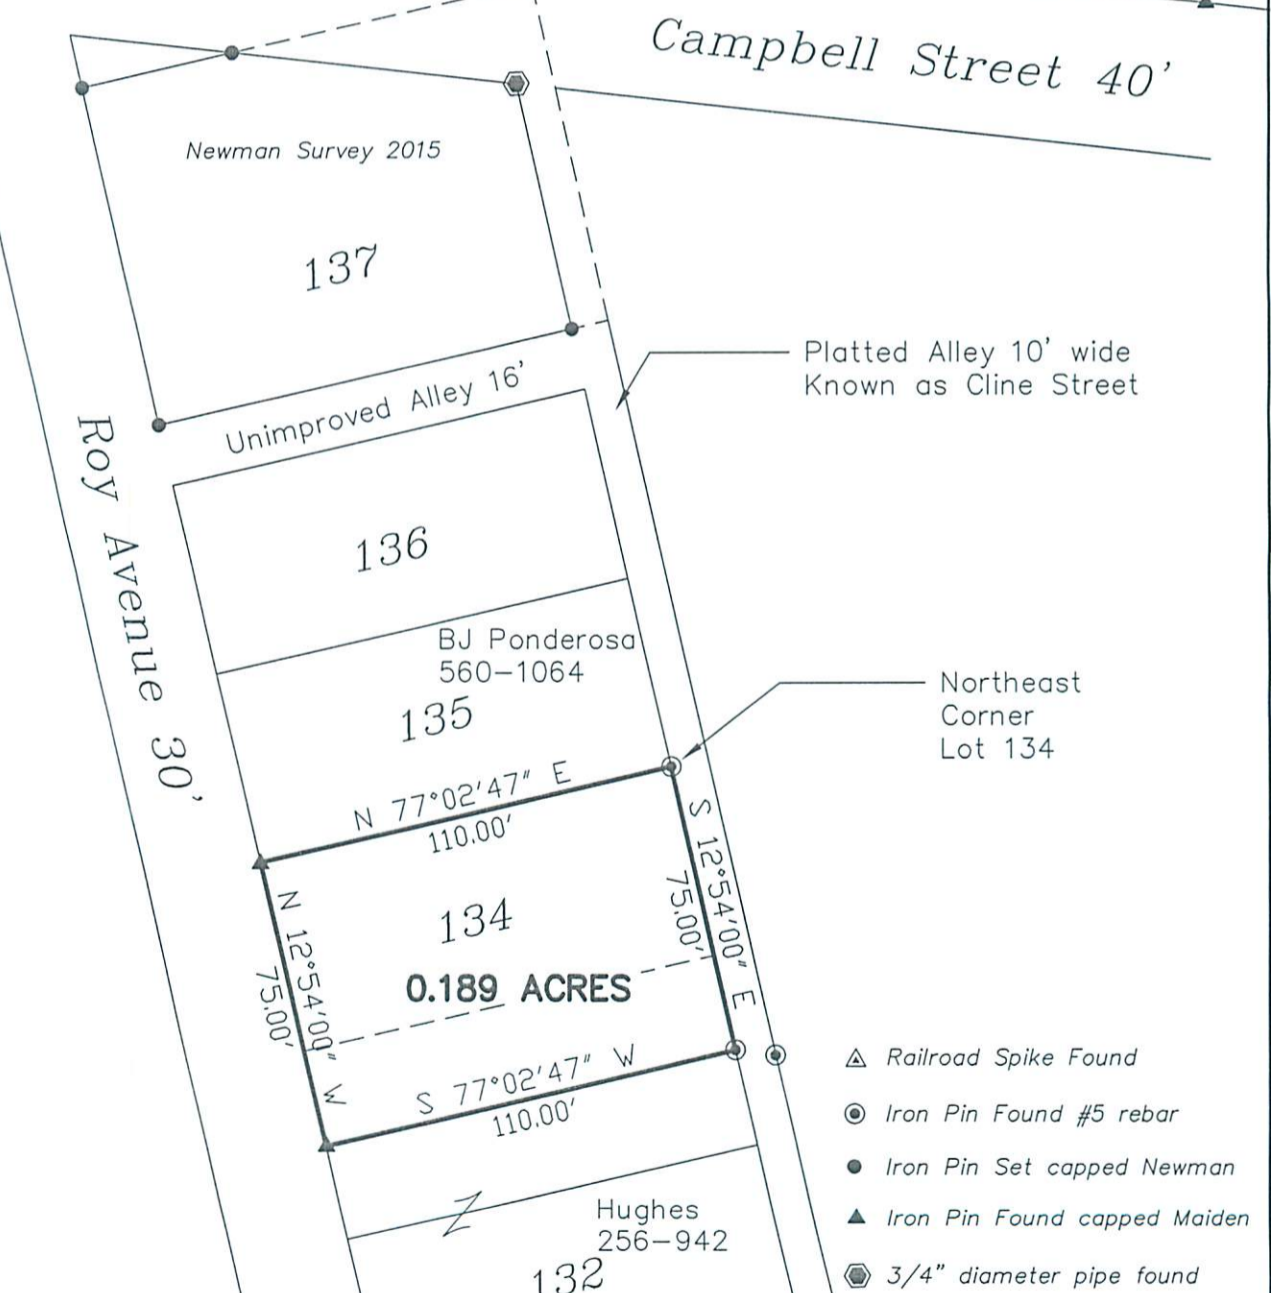 Campbell Street 40'
Newman Survey 2015
137
Platted Alley 10' wide
Known as Cline Street
Unimproved Alley 16'
Roy Avenue 30'
136
BJ Ponderosa
560-1064
135
Northeast
Corner
Lot 134
N 77°02'47" E
110.00'
S 12°54'00" E
75.00'
N 12°54'00" W
75.00'
134
0.189 ACRES
S 77°02'47" W
110.00'
Railroad Spike Found
Iron Pin Found #5 rebar
Iron Pin Set capped Newman
Iron Pin Found capped Maiden
3/4" diameter pipe found
Hughes
256-942
132